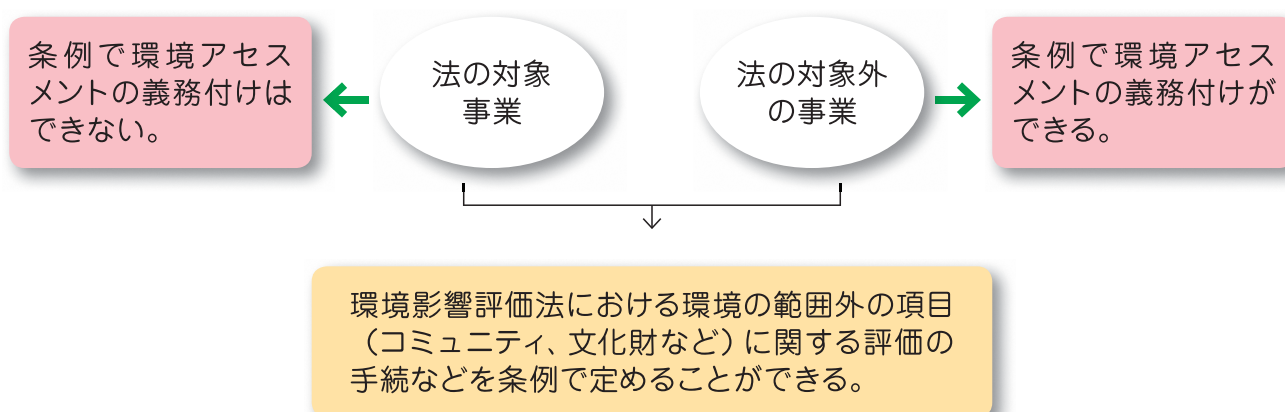 条例で環境アセス
メントの義務付けは
できない。
法の対象
事業
法の対象外
の事業
条例で環境アセス
メントの義務付けが
できる。
環境影響評価法における環境の範囲外の項目
（コミュニティ、文化財など）に関する評価の
手続などを条例で定めることができる。